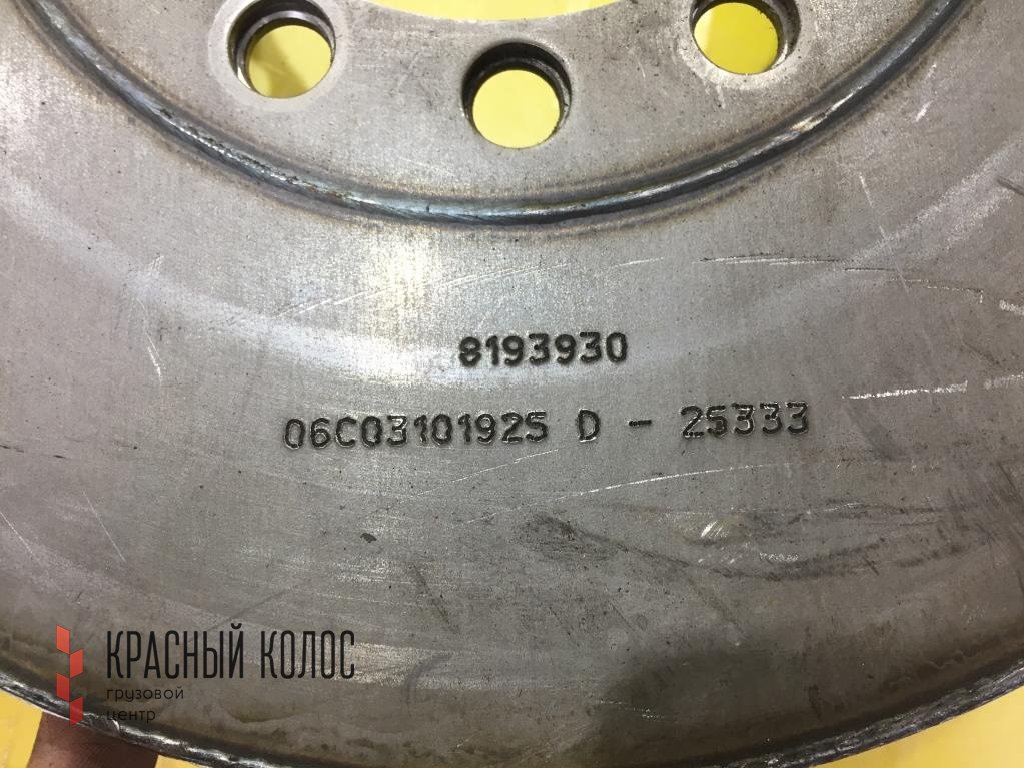 8193930
06C03101925 D - 25333
КРАСНЫЙ КОЛОС
грузовой
центр